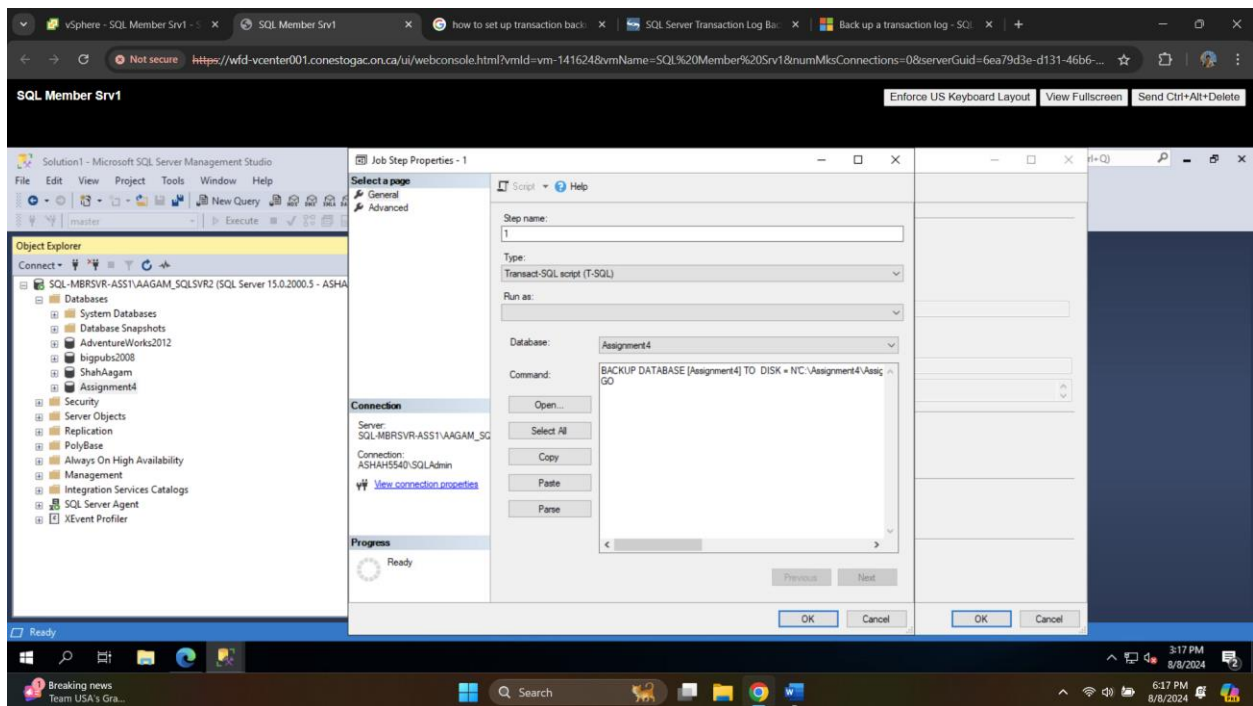 vSphere - SQL Member Srv1 - S
SQL Member Srv1
how to set up transaction back
SQL Server Transaction Log Bac
Back up a transaction log - SQL
Not secure
https://wfd-vcenter001.conestogac.on.ca/ui/webconsole.html?vmId=vm-141624&vmName=SQL%20Member%20Srv1&numMksConnections=0&serverGuid=6ea79d3e-d131-46b6-...
SQL Member Srv1
Enforce US Keyboard Layout
View Fullscreen
Send Ctrl+Alt+Delete
Solution1 - Microsoft SQL Server Management Studio
File Edit View Project Tools Window Help
New Query
master
Execute
Object Explorer
Connect
SQL-MBRSVR-ASS1\AAGAM_SQLSVR2 (SQL Server 15.0.2000.5 - ASHA
Databases
System Databases
Database Snapshots
AdventureWorks2012
bigpubs2008
ShahAagam
Assignment4
Security
Server Objects
Replication
PolyBase
Always On High Availability
Management
Integration Services Catalogs
SQL Server Agent
XEvent Profiler
Ready
Job Step Properties - 1
Select a page
General
Advanced
Connection
Server:
SQL-MBRSVR-ASS1\AAGAM_SQ
Connection:
ASHAH5540\SQLAdmin
View connection properties
Progress
Ready
Script
Help
Step name:
1
Type:
Transact-SQL script (T-SQL)
Run as:
Database:
Assignment4
Command:
BACKUP DATABASE [Assignment4] TO DISK = N'C:\Assignment4\Assig
GO
Open...
Select All
Copy
Paste
Parse
Previous
Next
OK
Cancel
OK
Cancel
3:17 PM
8/8/2024
Breaking news
Team USA's Gra...
Search
6:17 PM
8/8/2024